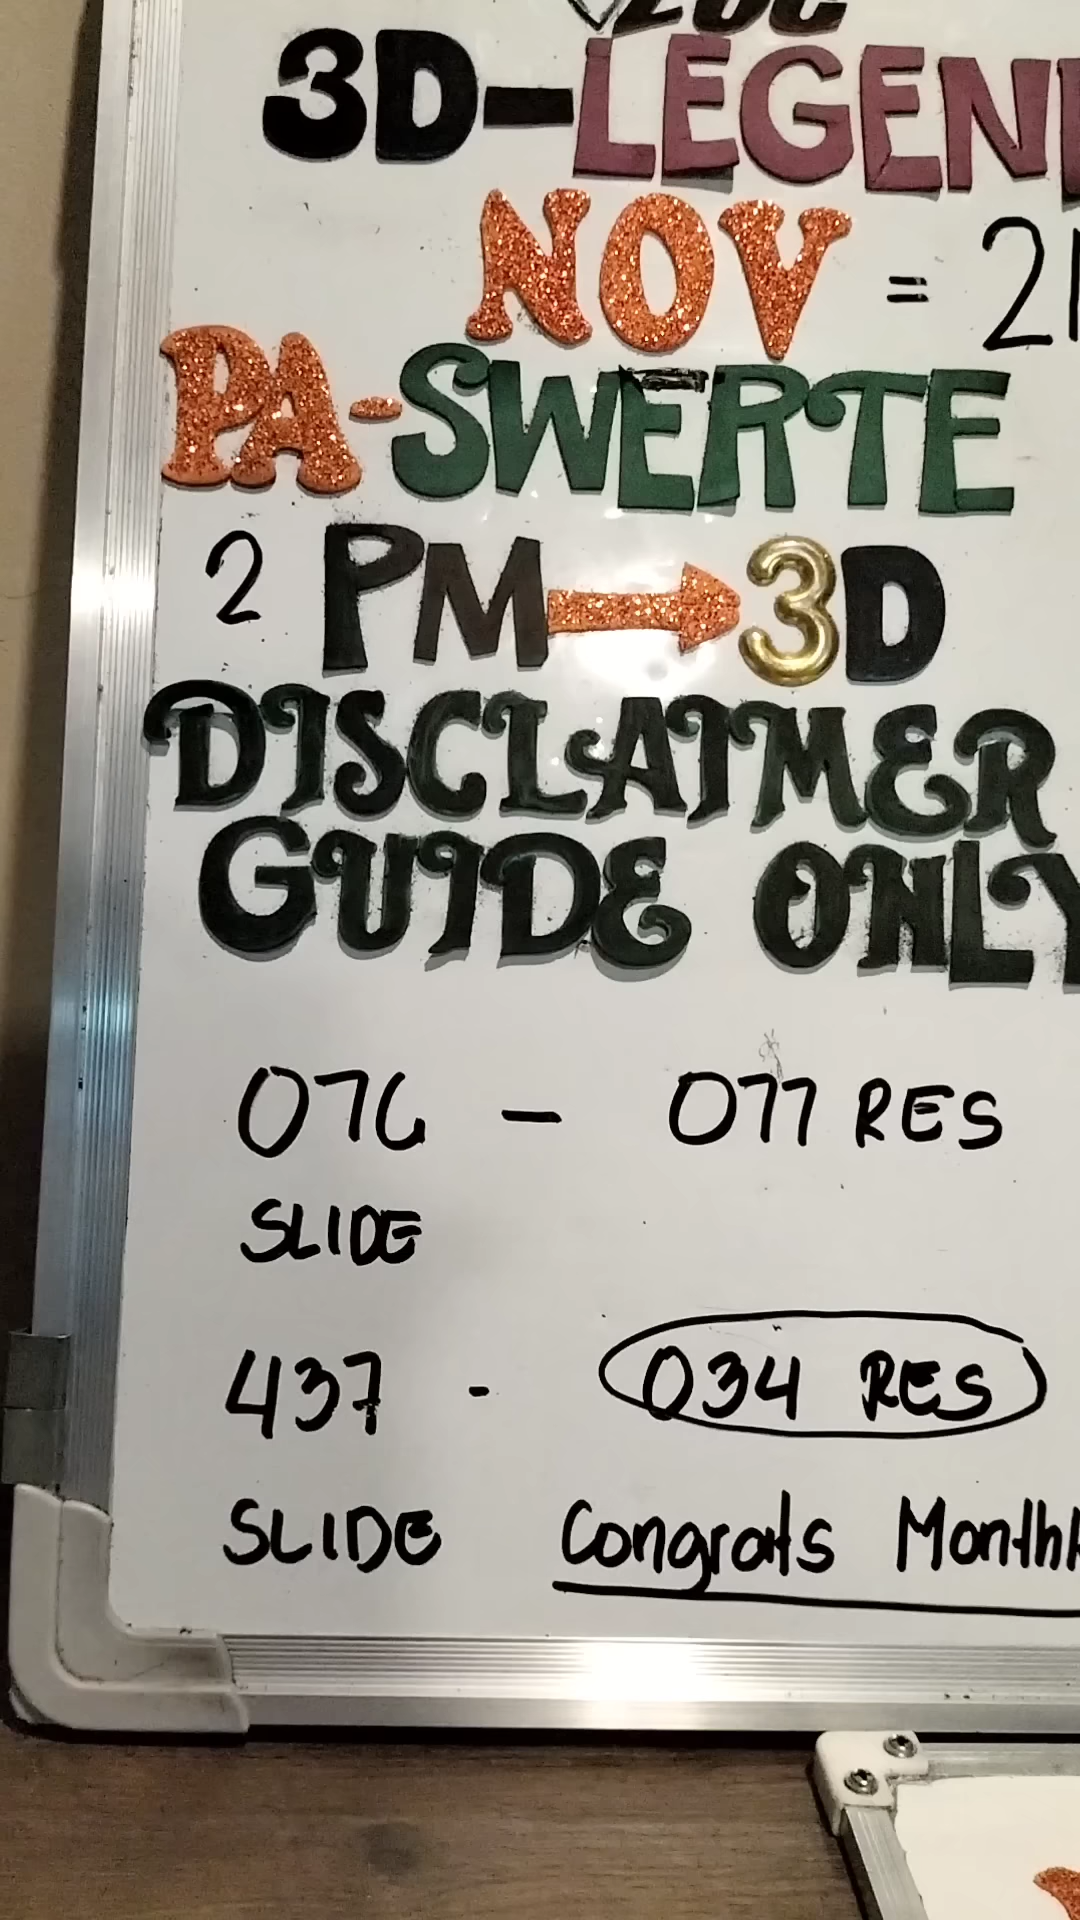 3D-LEGEN
NOV = 21
PA-SWERTE
2 PM 3D
DISCLAIMER
GUIDE ONLY
076 - 077 RES
SLIDE
437 - 034 RES
SLIDE Congrats Month